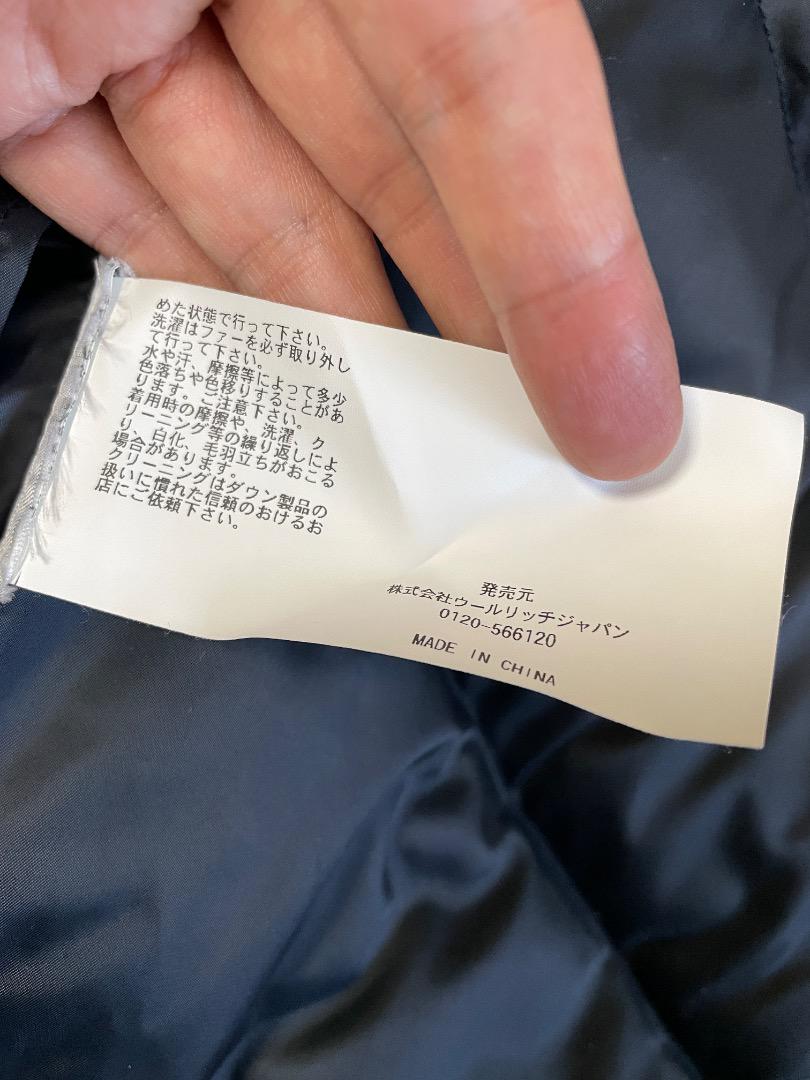 めた状態で行って下さい。
洗濯はファーを必ず取り外し
て行って下さい。
水や汗、摩擦等によって多少
色落ちや色移りすることがあ
ります。ご注意下さい。
着用時の摩擦や、洗濯、ク
リーニング等の繰り返しによ
り、白化、毛羽立ちがおこる
場合があります。
クリーニングはダウン製品の
扱いに慣れた信頼のおけるお
店にご依頼下さい。
発売元
株式会社ウールリッチジャパン
0120-566120
MADE IN CHINA